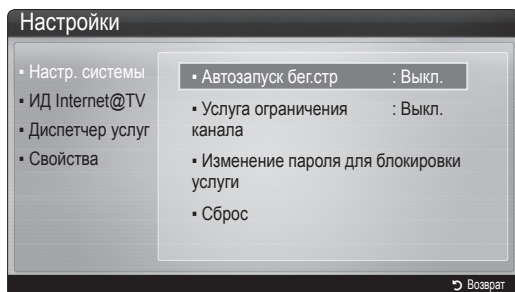 Настройки
▪ Настр. системы
▪ ИД Internet@TV
▪ Диспетчер услуг
▪ Свойства
▪ Автозапуск бег.стр : Выкл.
▪ Услуга ограничения : Выкл.
канала
▪ Изменение пароля для блокировки
услуги
▪ Сброс
Возврат